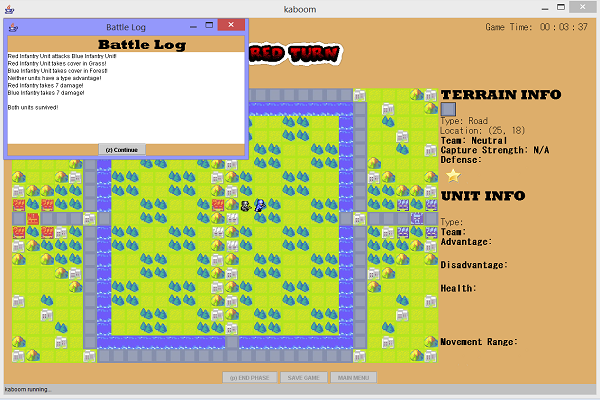 kaboom
Battle Log
Game Time: 00:03:37
Battle Log
RED TURN
Red Infantry Unit attacks Blue Infantry Unit!
Red Infantry Unit takes cover in Grass!
Blue Infantry Unit takes cover in Forest!
Neither units have a type advantage!
Red Infantry takes 7 damage!
Blue Infantry takes 7 damage!
Both units survived!
(z) Continue
TERRAIN INFO
Type: Road
Location: (25, 18)
Team: Neutral
Capture Strength: N/A
Defense:
UNIT INFO
Type:
Team:
Advantage:
Disadvantage:
Health:
Movement Range:
(p) END PHASE
SAVE GAME
MAIN MENU
kaboom running...